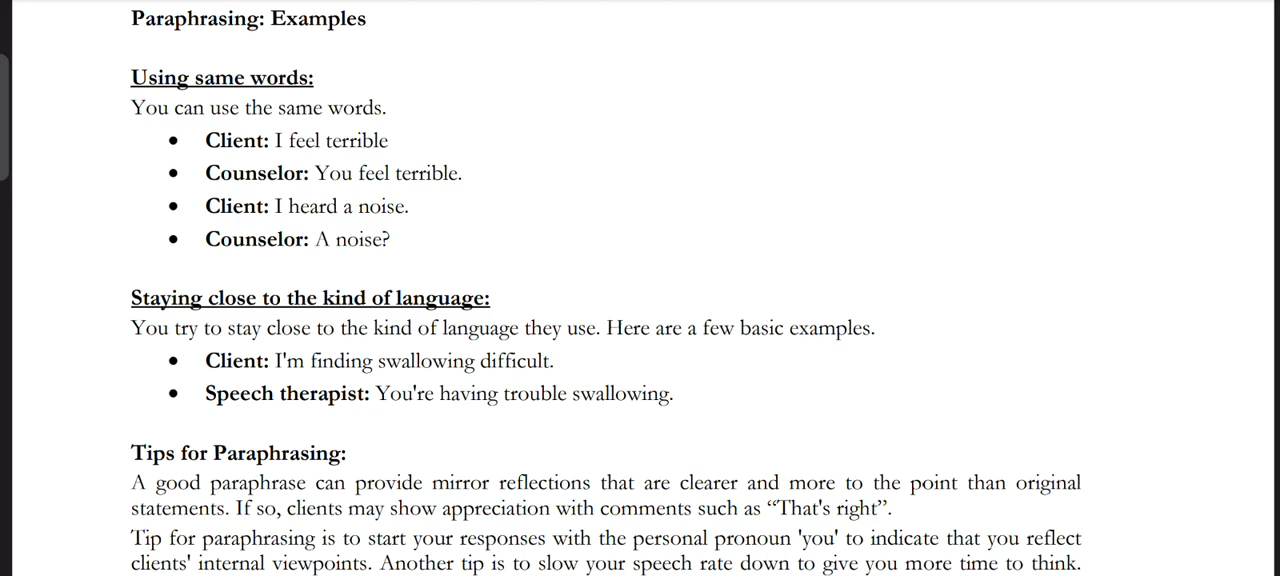 Paraphrasing: Examples
Using same words:
You can use the same words.
• Client: I feel terrible
• Counselor: You feel terrible.
• Client: I heard a noise.
• Counselor: A noise?
Staying close to the kind of language:
You try to stay close to the kind of language they use. Here are a few basic examples.
• Client: I'm finding swallowing difficult.
• Speech therapist: You're having trouble swallowing.
Tips for Paraphrasing:
A good paraphrase can provide mirror reflections that are clearer and more to the point than original
statements. If so, clients may show appreciation with comments such as “That's right”.
Tip for paraphrasing is to start your responses with the personal pronoun 'you' to indicate that you reflect
clients' internal viewpoints. Another tip is to slow your speech rate down to give you more time to think.